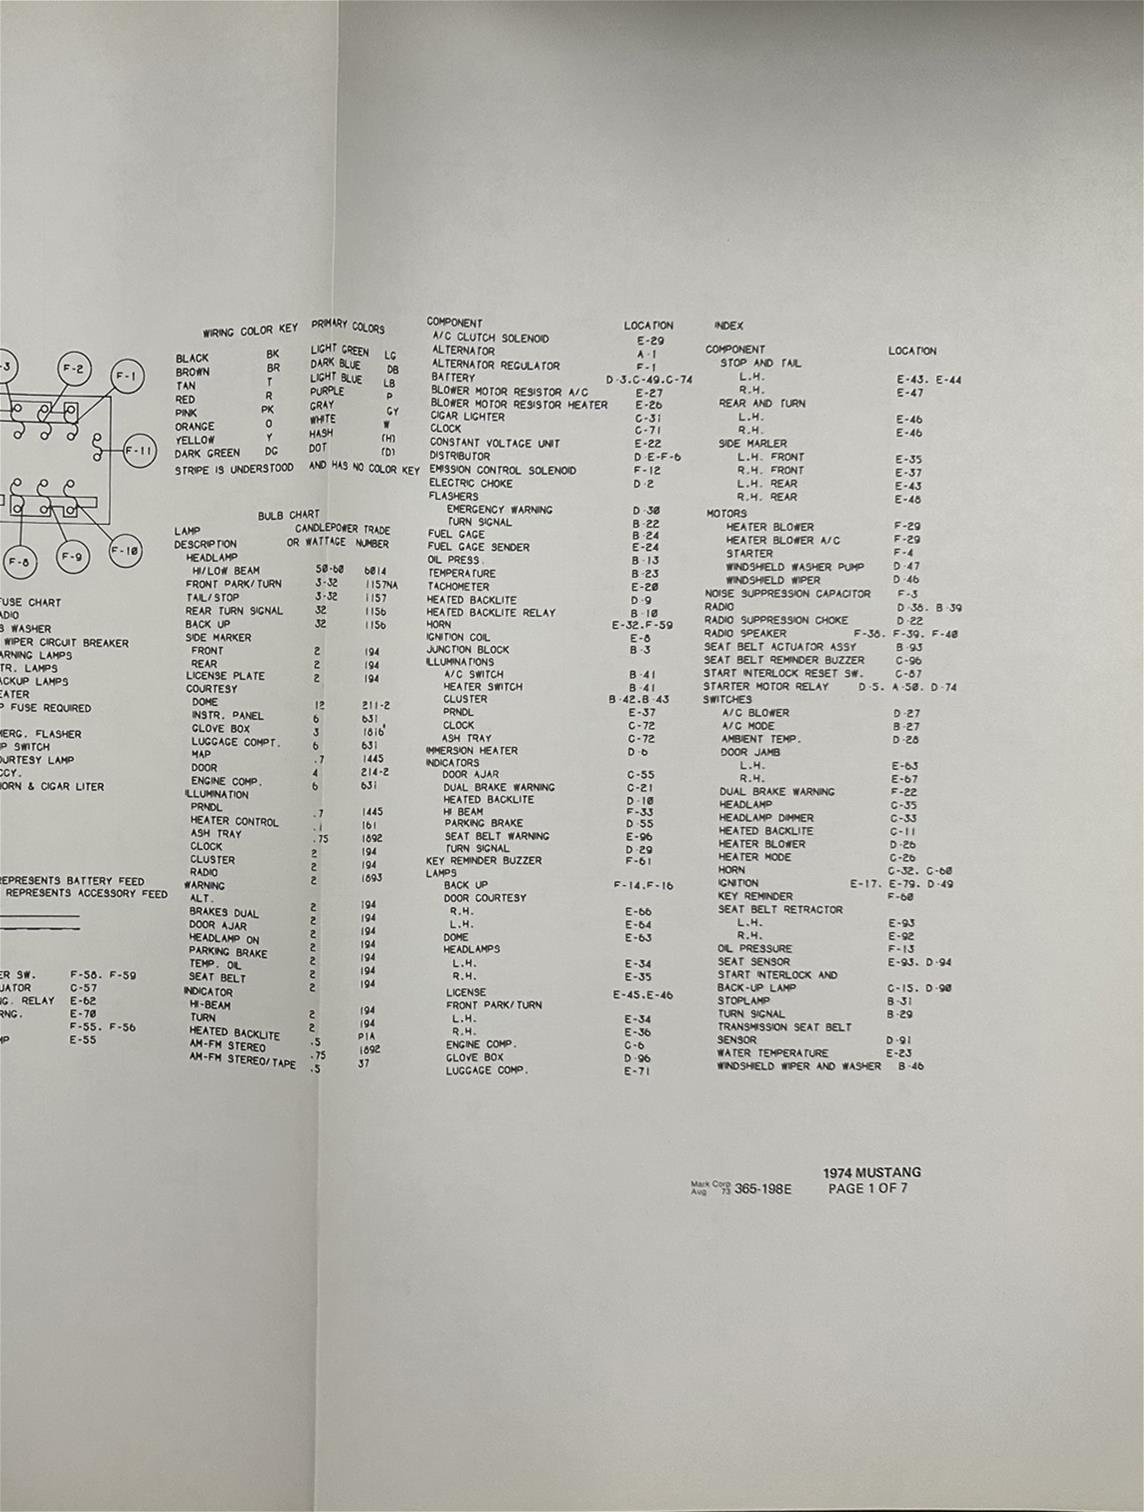 -3
F-2
F-1
F-11
F-8
F-9
F-10
USE CHART
ADIO
S WASHER
WIPER CIRCUIT BREAKER
ARNING LAMPS
TR. LAMPS
ACKUP LAMPS
EATER
P FUSE REQUIRED
MERG. FLASHER
P SWITCH
OURTESY LAMP
CCY.
ORN & CIGAR LITER
EPRESENTS BATTERY FEED
REPRESENTS ACCESSORY FEED
ER SW. F-58. F-59
UATOR C-57
NG. RELAY E-62
RNG. E-70
F-55. F-56
MP E-55
WIRING COLOR KEY PRIMARY COLORS
BLACK BK LIGHT GREEN LG
BROWN BR DARK BLUE DB
TAN T LIGHT BLUE LB
RED R PURPLE P
PINK PK GRAY GY
ORANGE O WHITE W
YELLOW Y HASH (H)
DARK GREEN DG DOT (D)
STRIPE IS UNDERSTOOD AND HAS NO COLOR KEY
BULB CHART
LAMP CANDLEPOWER TRADE
DESCRIPTION OR WATTAGE NUMBER
HEADLAMP
HI/LOW BEAM 50-60 6014
FRONT PARK/TURN 3-32 1157NA
TAIL/STOP 3-32 1157
REAR TURN SIGNAL 32 1156
BACK UP 32 1156
SIDE MARKER
FRONT 2 194
REAR 2 194
LICENSE PLATE 2 194
COURTESY
DOME 12 211-2
INSTR. PANEL 6 631
GLOVE BOX 3 1816
LUGGAGE COMPT. 6 631
MAP .7 1445
DOOR 4 214-2
ENGINE COMP. 6 631
ILLUMINATION
PRNDL .7 1445
HEATER CONTROL .1 161
ASH TRAY .75 1892
CLOCK 2 194
CLUSTER 2 194
RADIO 2 1893
WARNING
ALT. 2 194
BRAKES DUAL 2 194
DOOR AJAR 2 194
HEADLAMP ON 2 194
PARKING BRAKE 2 194
TEMP. OIL 2 194
SEAT BELT 2 194
INDICATOR
HI-BEAM 2 194
TURN 2 194
HEATED BACKLITE P1A
AM-FM STEREO .5 1892
AM-FM STEREO/TAPE .75 37
.5
COMPONENT LOCATION
A/C CLUTCH SOLENOID E-29
ALTERNATOR A-1
ALTERNATOR REGULATOR F-1
BATTERY D-3.C-49.C-74
BLOWER MOTOR RESISTOR A/C E-27
BLOWER MOTOR RESISTOR HEATER E-26
CIGAR LIGHTER C-31
CLOCK C-71
CONSTANT VOLTAGE UNIT E-22
DISTRIBUTOR D-E-F-6
EMISSION CONTROL SOLENOID F-12
ELECTRIC CHOKE D-2
FLASHERS
EMERGENCY WARNING D-30
TURN SIGNAL B-22
FUEL GAGE B-24
FUEL GAGE SENDER E-24
OIL PRESS. B-13
TEMPERATURE B-23
TACHOMETER E-20
HEATED BACKLITE D-9
HEATED BACKLITE RELAY B-10
HORN E-32.F-59
IGNITION COIL E-8
JUNCTION BLOCK B-3
ILLUMINATIONS
A/C SWITCH B-41
HEATER SWITCH B-41
CLUSTER B-42.B-43
PRNDL E-37
CLOCK C-72
ASH TRAY C-72
IMMERSION HEATER D-6
INDICATORS
DOOR AJAR C-55
DUAL BRAKE WARNING C-21
HEATED BACKLITE D-10
HI BEAM F-33
PARKING BRAKE D-55
SEAT BELT WARNING E-96
TURN SIGNAL D-29
KEY REMINDER BUZZER F-61
LAMPS
BACK UP F-14.F-16
DOOR COURTESY
R.H. E-66
L.H. E-64
DOME E-63
HEADLAMPS
L.H. E-34
R.H. E-35
LICENSE E-45.E-46
FRONT PARK/TURN
L.H. E-34
R.H. E-36
ENGINE COMP. C-6
GLOVE BOX D-96
LUGGAGE COMP. E-71
INDEX
COMPONENT LOCATION
STOP AND TAIL
L.H. E-43. E-44
R.H. E-47
REAR AND TURN
L.H. E-46
R.H. E-46
SIDE MARLER
L.H. FRONT E-35
R.H. FRONT E-37
L.H. REAR E-43
R.H. REAR E-48
MOTORS
HEATER BLOWER F-29
HEATER BLOWER A/C F-29
STARTER F-4
WINDSHIELD WASHER PUMP D-47
WINDSHIELD WIPER D-46
NOISE SUPPRESSION CAPACITOR F-3
RADIO D-38. B-39
RADIO SUPPRESSION CHOKE D-22
RADIO SPEAKER F-38. F-39. F-40
SEAT BELT ACTUATOR ASSY B-93
SEAT BELT REMINDER BUZZER C-96
START INTERLOCK RESET SW. C-87
STARTER MOTOR RELAY D-5. A-50. D-74
SWITCHES
A/C BLOWER D-27
A/C MODE B-27
AMBIENT TEMP. D-28
DOOR JAMB
L.H. E-63
R.H. E-67
DUAL BRAKE WARNING F-22
HEADLAMP C-35
HEADLAMP DIMMER C-33
HEATED BACKLITE C-11
HEATER BLOWER D-26
HEATER MODE C-26
HORN C-32. C-60
IGNITION E-17. E-79. D-49
KEY REMINDER F-60
SEAT BELT RETRACTOR
L.H. E-93
R.H. E-92
OIL PRESSURE F-13
SEAT SENSOR E-93. D-94
START INTERLOCK AND
BACK-UP LAMP C-15. D-90
STOPLAMP B-31
TURN SIGNAL B-29
TRANSMISSION SEAT BELT
SENSOR D-91
WATER TEMPERATURE E-23
WINDSHIELD WIPER AND WASHER B-46
1974 MUSTANG
Mark Corp Aug 73 365-198E PAGE 1 OF 7